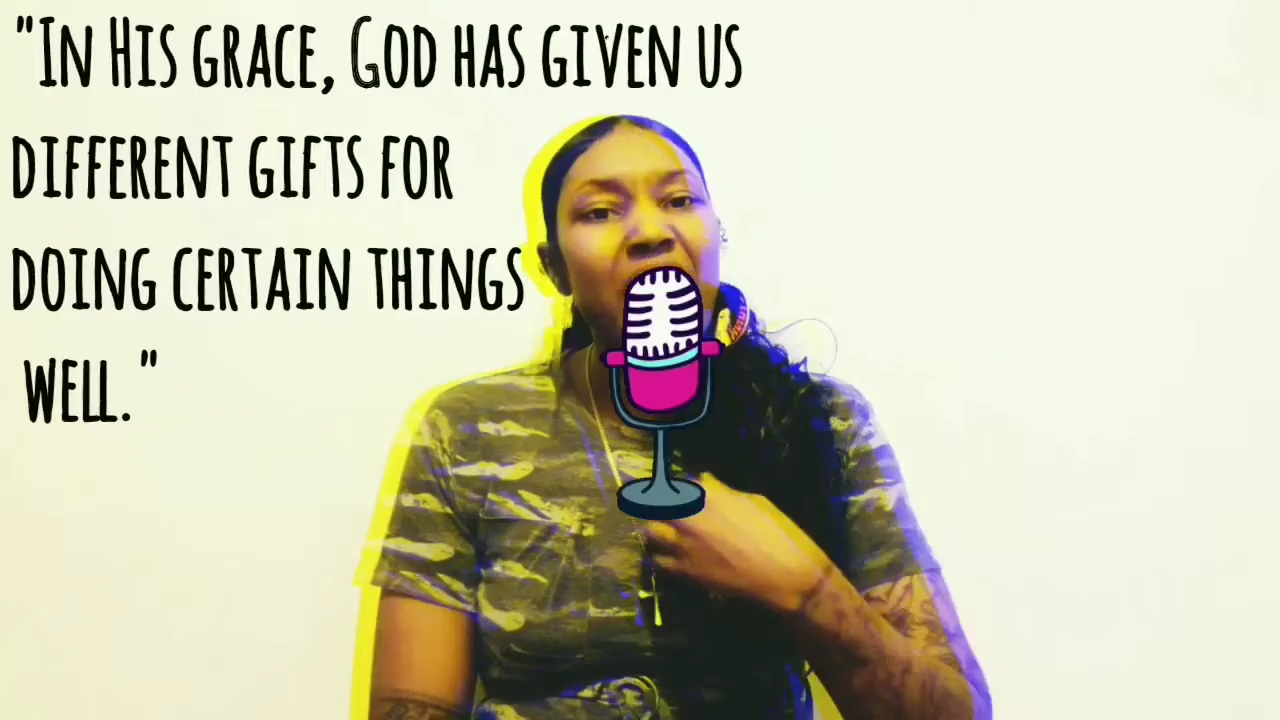 "In His grace, God has given us
different gifts for
doing certain things
well."